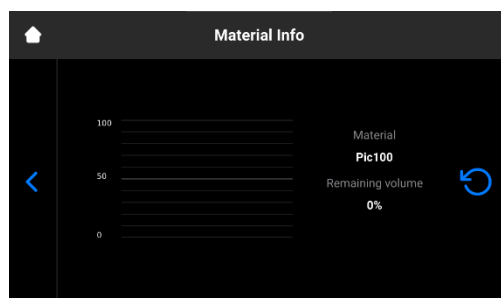 Material Info
100
50
0
Material
Pic100
Remaining volume
0%